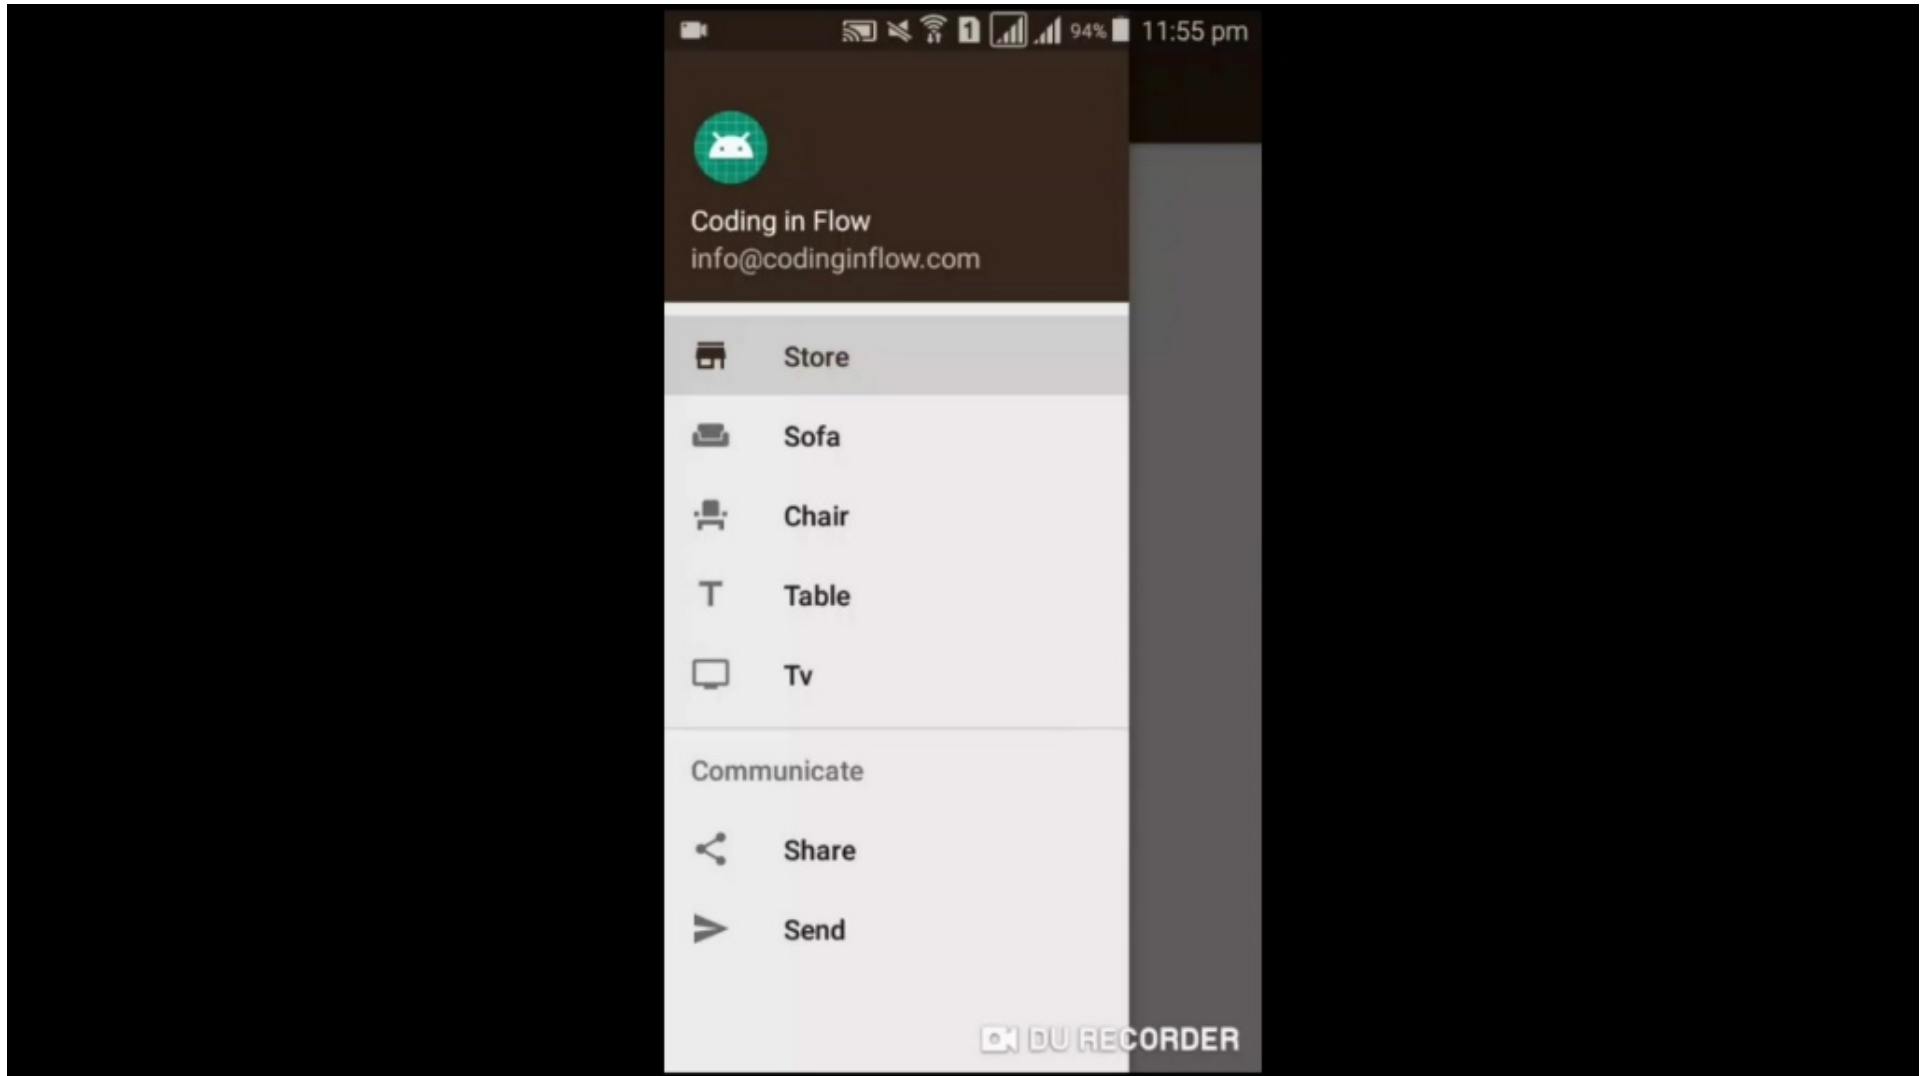 1 94% 11:55 pm
Coding in Flow
info@codinginflow.com
Store
Sofa
Chair
T Table
Tv
Communicate
Share
Send
DU RECORDER